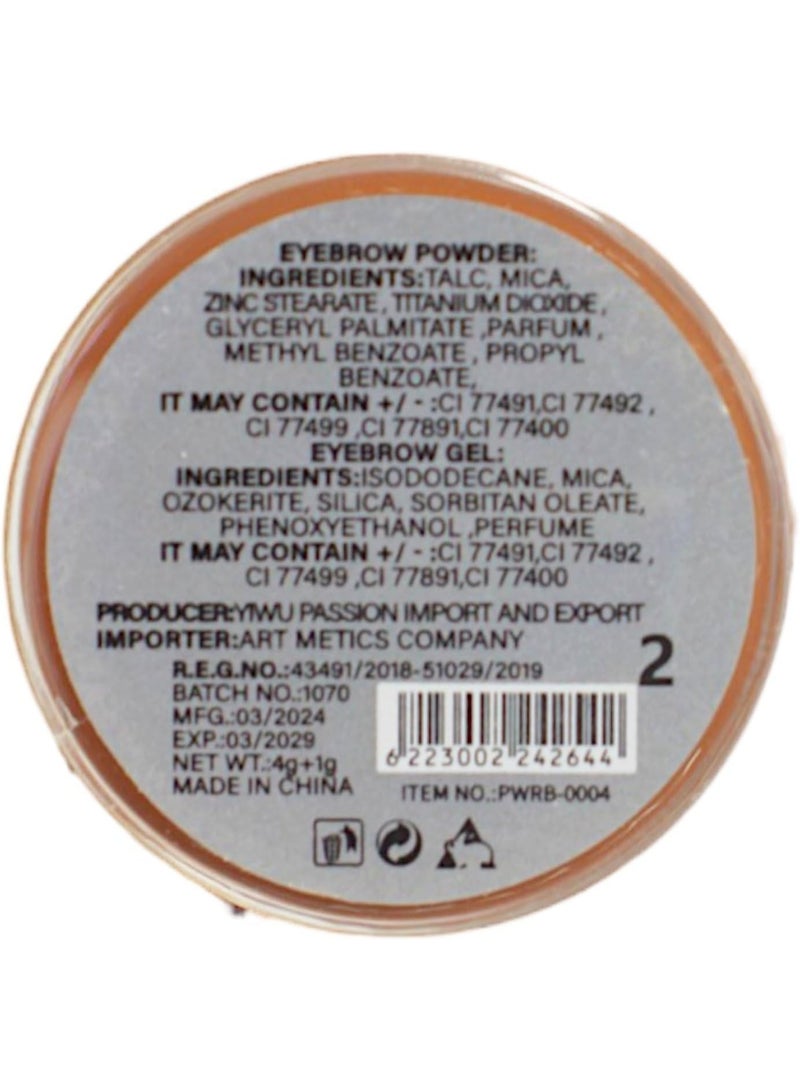 EYEBROW POWDER:
INGREDIENTS:TALC, MICA,
ZINC STEARATE, TITANIUM DIOXIDE,
GLYCERYL PALMITATE ,PARFUM ,
METHYL BENZOATE , PROPYL
BENZOATE,
IT MAY CONTAIN +/ - :CI 77491,CI 77492 ,
CI 77499 ,CI 77891,CI 77400
EYEBROW GEL:
INGREDIENTS:ISODODECANE, MICA,
OZOKERITE, SILICA, SORBITAN OLEATE,
PHENOXYETHANOL ,PERFUME
IT MAY CONTAIN +/ - :CI 77491,CI 77492 ,
CI 77499 ,CI 77891,CI 77400
PRODUCER:YIWU PASSION IMPORT AND EXPORT
IMPORTER:ART METICS COMPANY
2
R.E.G.NO.:43491/2018-51029/2019
BATCH NO.:1070
MFG.:03/2024
EXP.:03/2029
NET WT.:4g+1g
MADE IN CHINA
6 223002 242644
ITEM NO.:PWRB-0004